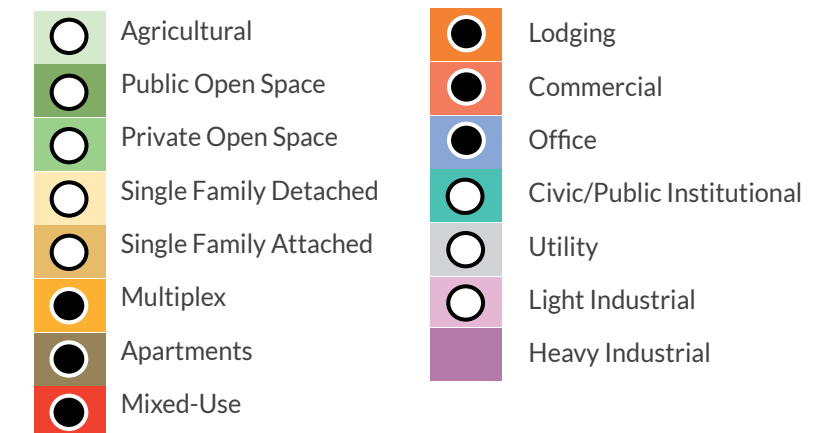 Agricultural
Public Open Space
Private Open Space
Single Family Detached
Single Family Attached
Multiplex
Apartments
Mixed-Use
Lodging
Commercial
Office
Civic/Public Institutional
Utility
Light Industrial
Heavy Industrial